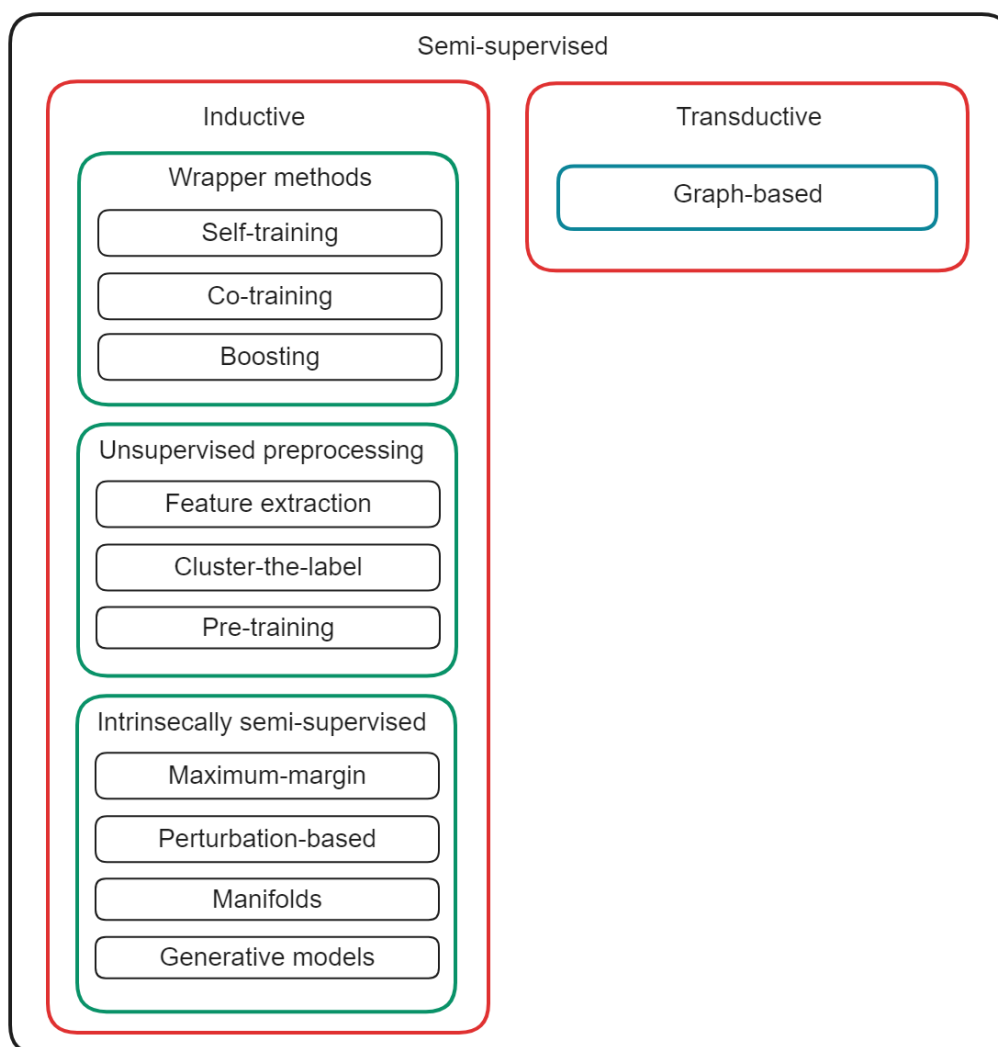 Semi-supervised
Inductive
Wrapper methods
Self-training
Co-training
Boosting
Unsupervised preprocessing
Feature extraction
Cluster-the-label
Pre-training
Intrinsecally semi-supervised
Maximum-margin
Perturbation-based
Manifolds
Generative models
Transductive
Graph-based